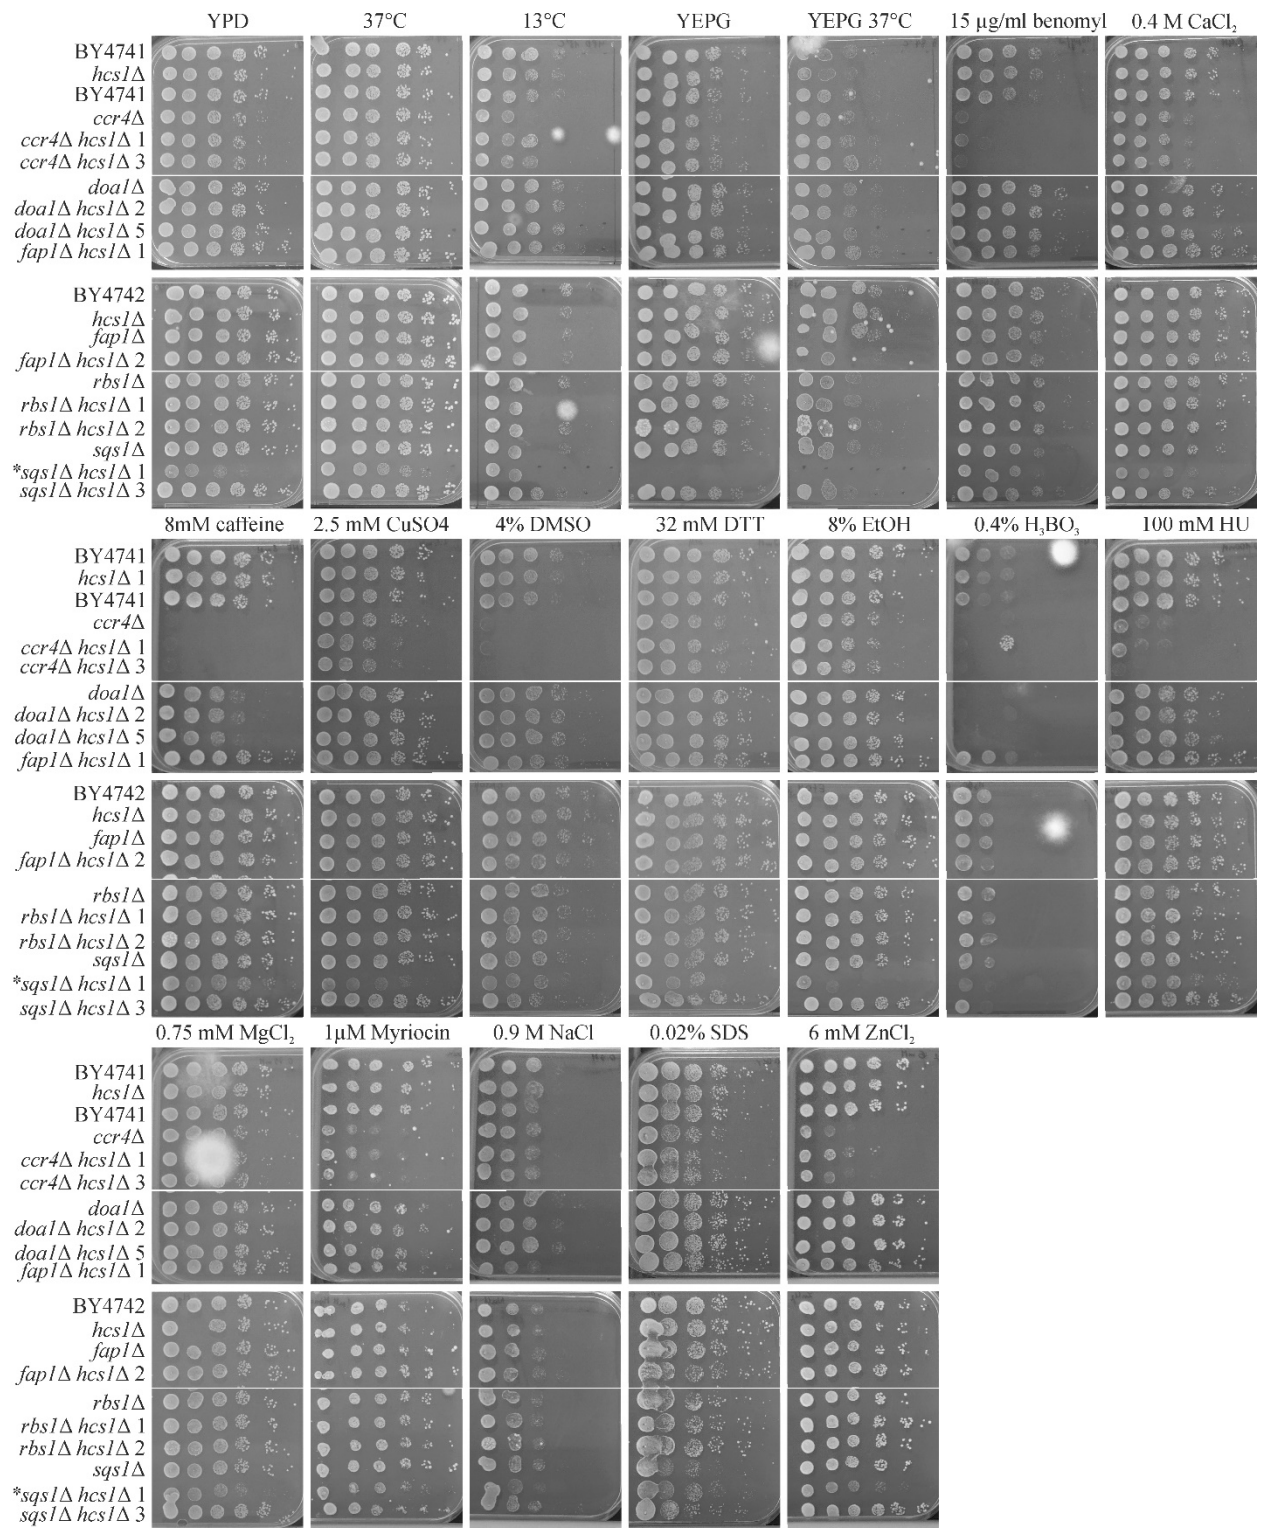 YPD 37°C 13°C YEPG YEPG 37°C 15 µg/ml benomyl 0.4 M CaCl₂
BY4741
hcs1Δ
BY4741
ccr4Δ
ccr4Δ hcs1Δ 1
ccr4Δ hcs1Δ 3
doa1Δ
doa1Δ hcs1Δ 2
doa1Δ hcs1Δ 5
fap1Δ hcs1Δ 1
BY4742
hcs1Δ
fap1Δ
fap1Δ hcs1Δ 2
rbs1Δ
rbs1Δ hcs1Δ 1
rbs1Δ hcs1Δ 2
sqs1Δ
*sqs1Δ hcs1Δ 1
sqs1Δ hcs1Δ 3
8mM caffeine 2.5 mM CuSO4 4% DMSO 32 mM DTT 8% EtOH 0.4% H₃BO₃ 100 mM HU
BY4741
hcs1Δ 1
BY4741
ccr4Δ
ccr4Δ hcs1Δ 1
ccr4Δ hcs1Δ 3
doa1Δ
doa1Δ hcs1Δ 2
doa1Δ hcs1Δ 5
fap1Δ hcs1Δ 1
BY4742
hcs1Δ
fap1Δ
fap1Δ hcs1Δ 2
rbs1Δ
rbs1Δ hcs1Δ 1
rbs1Δ hcs1Δ 2
sqs1Δ
*sqs1Δ hcs1Δ 1
sqs1Δ hcs1Δ 3
0.75 mM MgCl₂ 1µM Myriocin 0.9 M NaCl 0.02% SDS 6 mM ZnCl₂
BY4741
hcs1Δ
BY4741
ccr4Δ
ccr4Δ hcs1Δ 1
ccr4Δ hcs1Δ 3
doa1Δ
doa1Δ hcs1Δ 2
doa1Δ hcs1Δ 5
fap1Δ hcs1Δ 1
BY4742
hcs1Δ
fap1Δ
fap1Δ hcs1Δ 2
rbs1Δ
rbs1Δ hcs1Δ 1
rbs1Δ hcs1Δ 2
sqs1Δ
*sqs1Δ hcs1Δ 1
sqs1Δ hcs1Δ 3